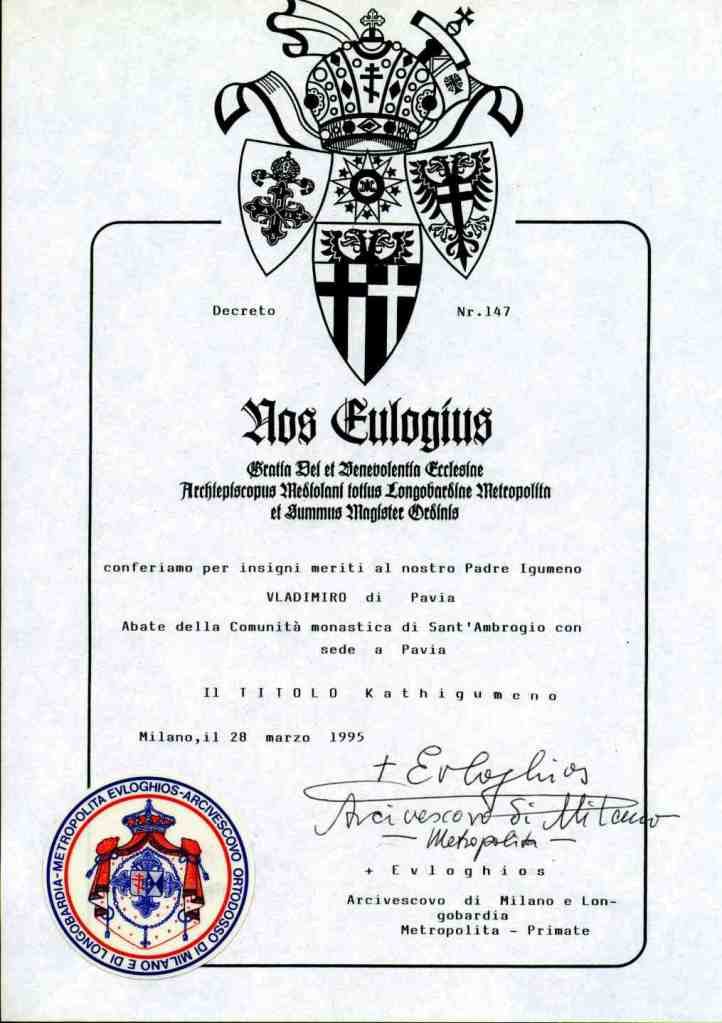 Decreto Nr.147
Nos Eulogius
Gratia Dei et Benevolentia Ecclesiae
Archiepiscopus Mediolani totius Longobardiae Metropolita
et Summus Magister Ordinis
conferiamo per insigni meriti al nostro Padre Igumeno
VLADIMIRO di Pavia
Abate della Comunità monastica di Sant'Ambrogio con
sede a Pavia
Il TITOLO Kathigumeno
Milano,il 28 marzo 1995
+ Evloghios
Arcivescovo di Milano
— Metropolita —
+ Evloghios
Arcivescovo di Milano e Lon-
gobardia
Metropolita - Primate
METROPOLITA EVLOGHIOS-ARCIVESCOVO ORTODOSSO DI MILANO E DI LONGOBARDIA-